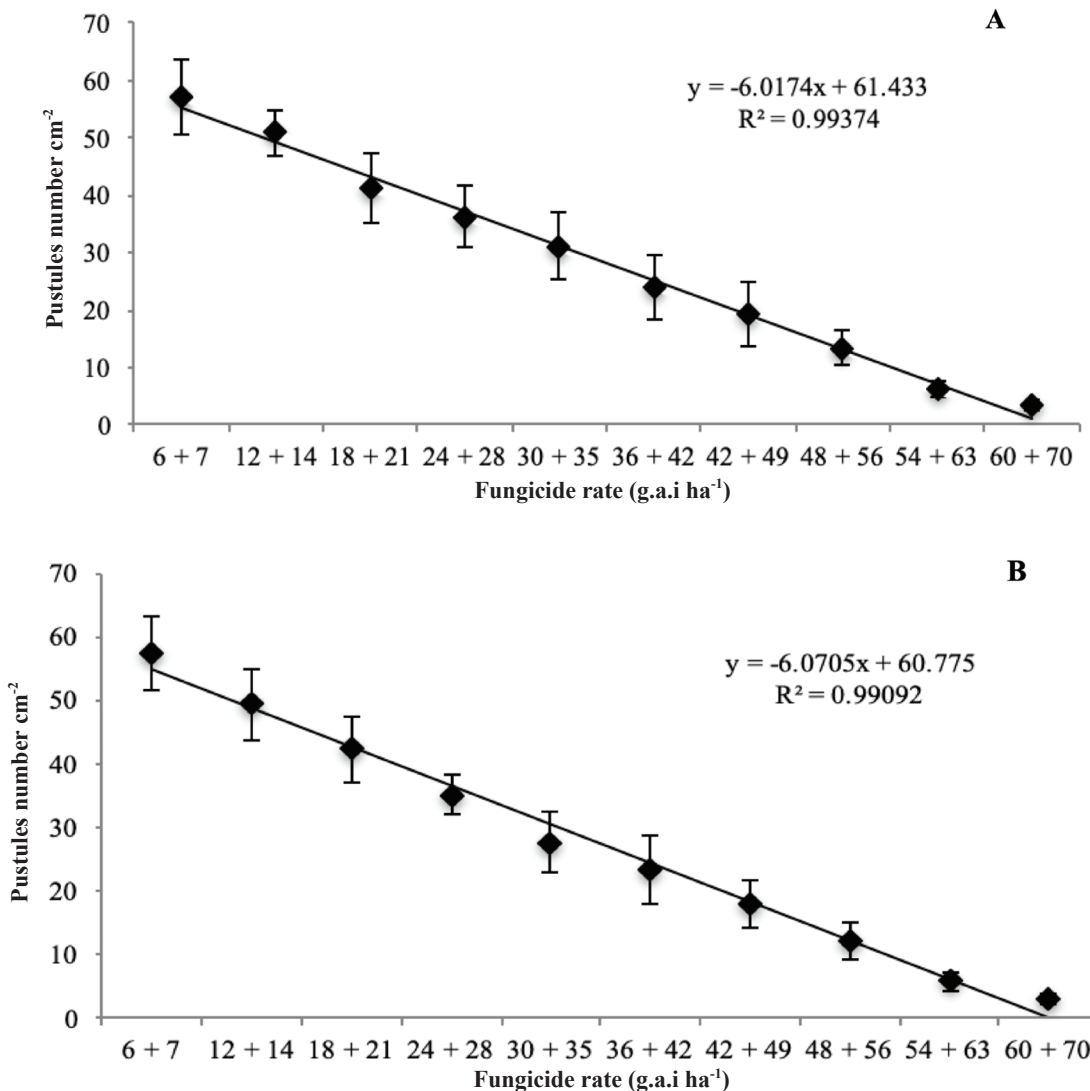 A
y = -6.0174x + 61.433
R² = 0.99374
Pustules number cm⁻²
70
60
50
40
30
20
10
0
6 + 7 12 + 14 18 + 21 24 + 28 30 + 35 36 + 42 42 + 49 48 + 56 54 + 63 60 + 70
Fungicide rate (g.a.i ha⁻¹)
B
y = -6.0705x + 60.775
R² = 0.99092
Pustules number cm⁻²
70
60
50
40
30
20
10
0
6 + 7 12 + 14 18 + 21 24 + 28 30 + 35 36 + 42 42 + 49 48 + 56 54 + 63 60 + 70
Fungicide rate (g.a.i ha⁻¹)